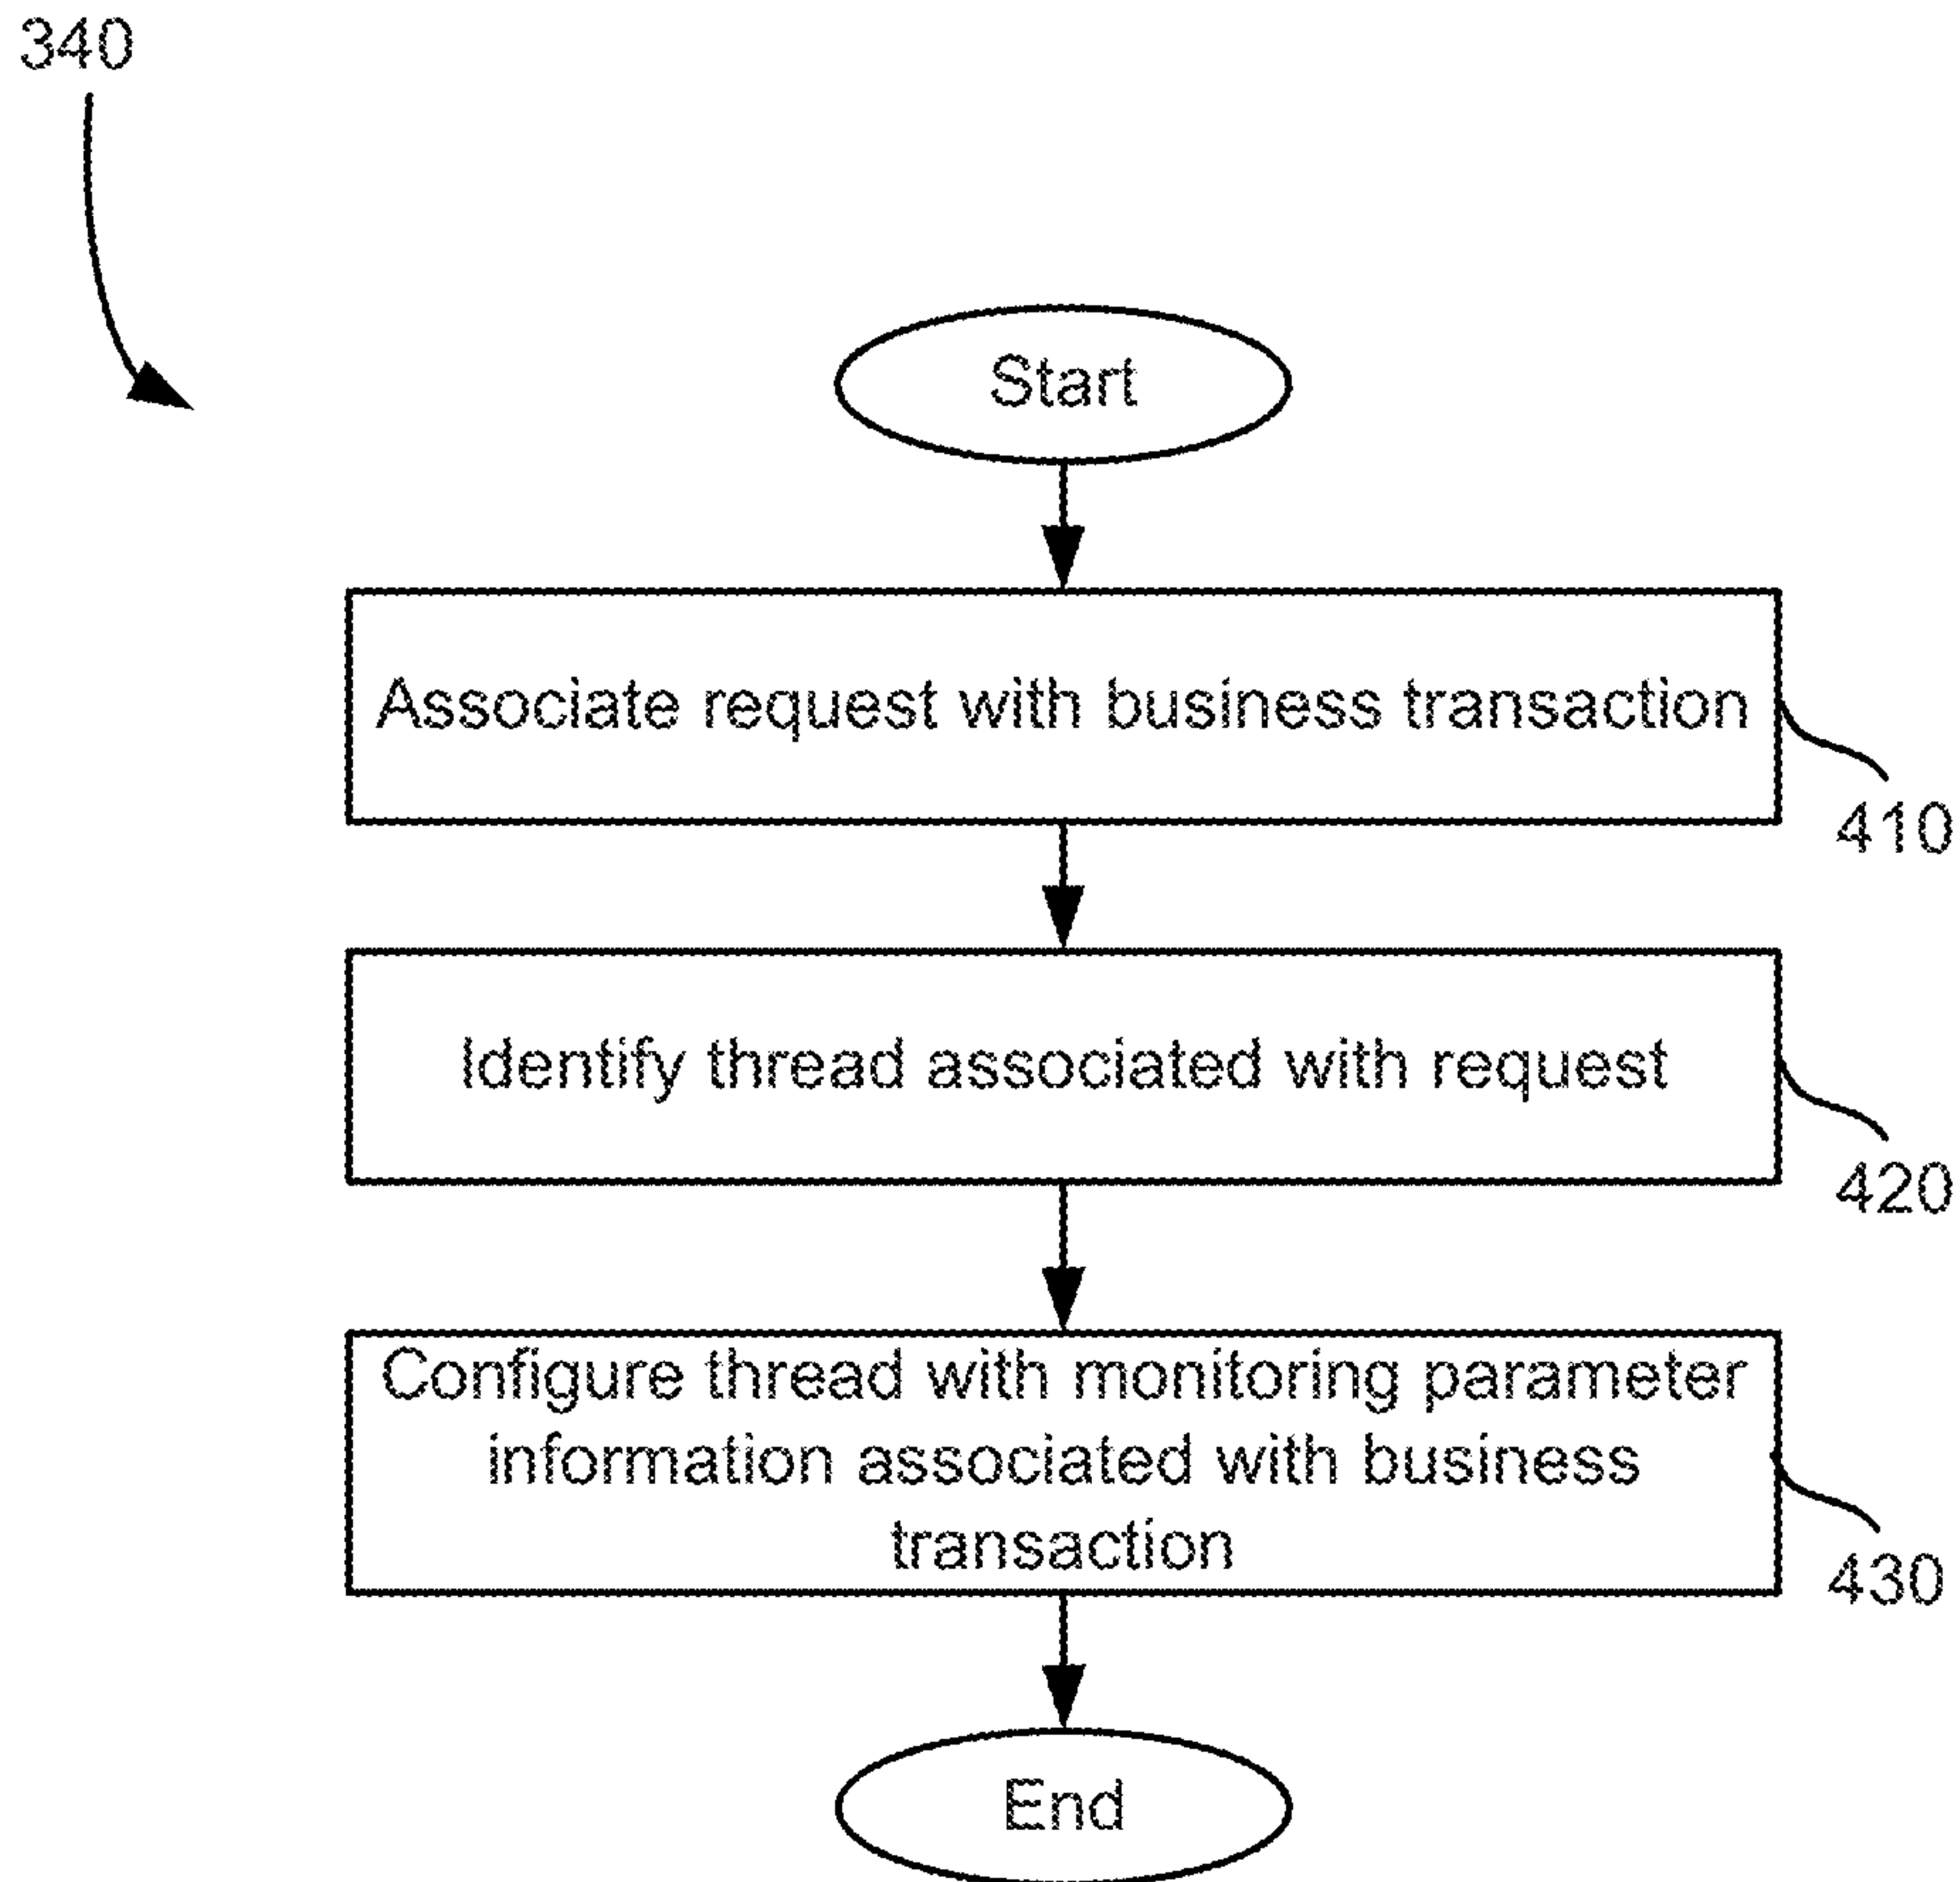 340
Start
Associate request with business transaction
410
Identify thread associated with request
420
Configure thread with monitoring parameter
information associated with business
transaction
430
End